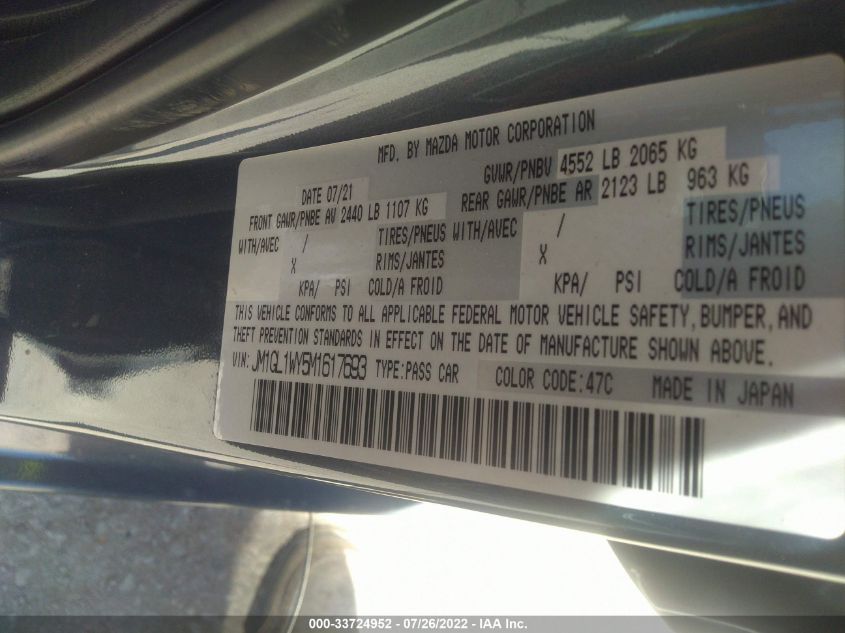 MFD. BY MAZDA MOTOR CORPORATION
DATE 07/21 GVWR/PNBV 4552 LB 2065 KG
FRONT GAWR/PNBE AV 2440 LB 1107 KG REAR GAWR/PNBE AR 2123 LB 963 KG
WITH/AVEC / TIRES/PNEUS WITH/AVEC / TIRES/PNEUS
X RIMS/JANTES X RIMS/JANTES
KPA/ PSI COLD/A FROID KPA/ PSI COLD/A FROID
THIS VEHICLE CONFORMS TO ALL APPLICABLE FEDERAL MOTOR VEHICLE SAFETY, BUMPER, AND
THEFT PREVENTION STANDARDS IN EFFECT ON THE DATE OF MANUFACTURE SHOWN ABOVE.
VIN: JM1GL1WY5M1617693 TYPE:PASS CAR COLOR CODE:47C MADE IN JAPAN
000-33724952 - 07/26/2022 - IAA Inc.